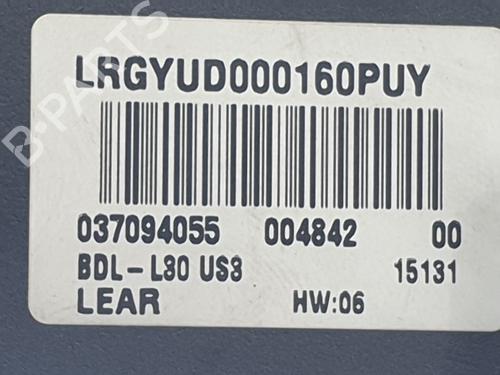 LRGYUD000160PUY
037094055 004842 00
BDL-L30 US3 15131
LEAR HW:06
B-PARTS